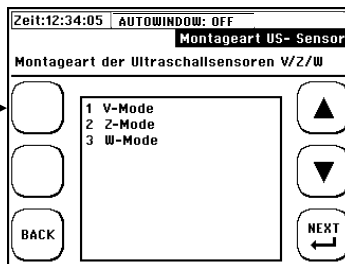 Zeit:12:34:05 AUTOWINDOW: OFF
Montageart US- Sensor
Montageart der Ultraschallsensoren V/Z/W
1 V-Mode
2 Z-Mode
3 W-Mode
BACK
NEXT